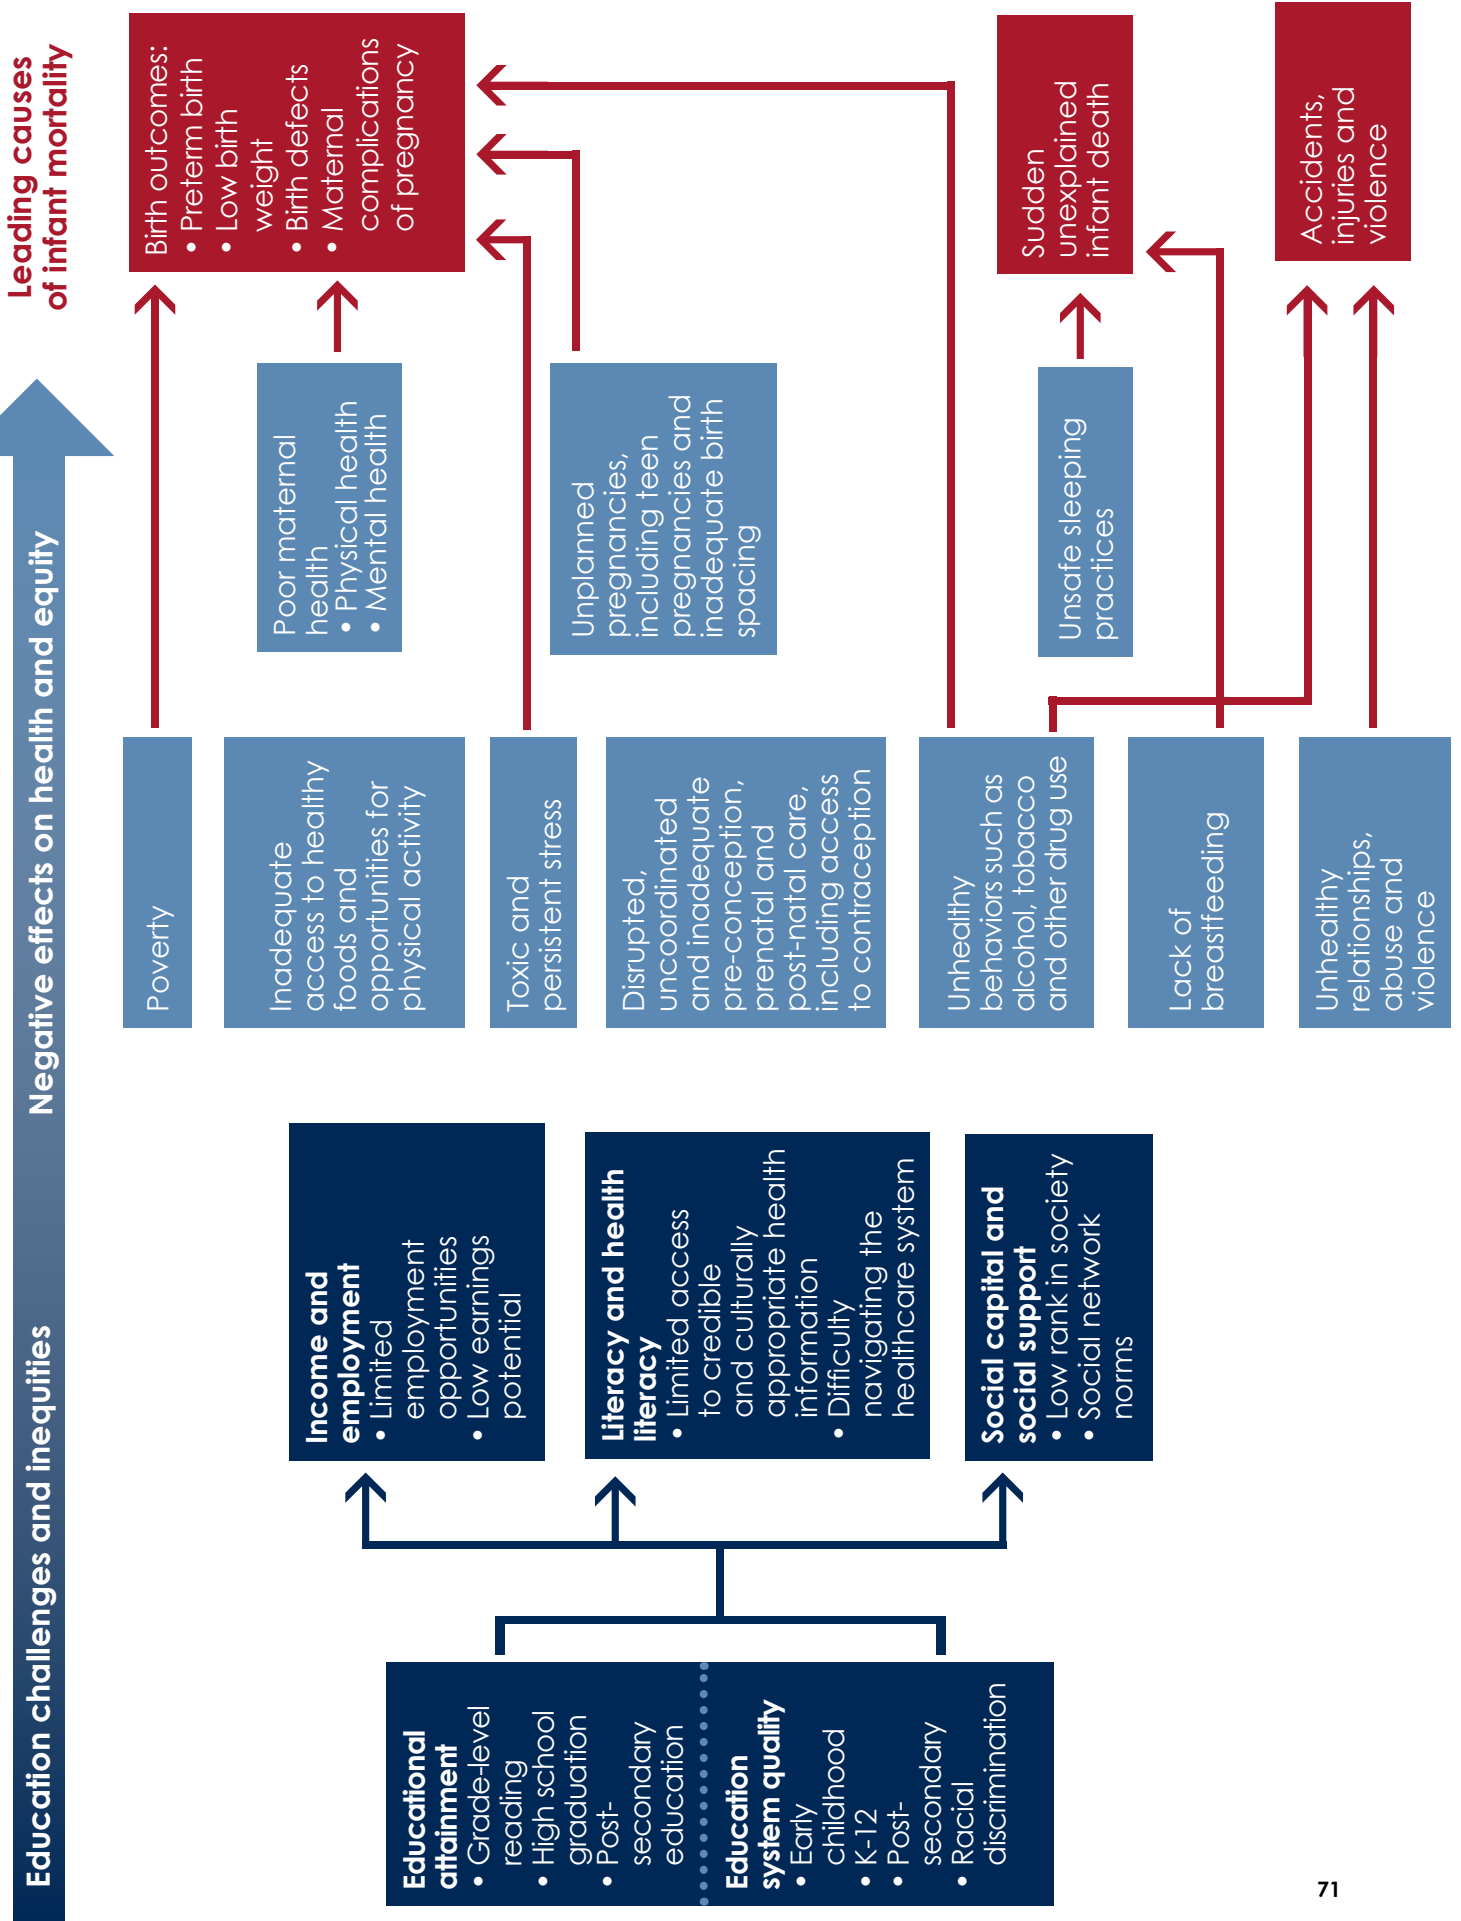 Education challenges and inequities
Negative effects on health and equity
Leading causes
of infant mortality
Educational
attainment
• Grade-level
reading
• High school
graduation
• Post-
secondary
education
Education
system quality
• Early
childhood
• K-12
• Post-
secondary
• Racial
discrimination
Income and
employment
• Limited
employment
opportunities
• Low earnings
potential
Literacy and health
literacy
• Limited access
to credible
and culturally
appropriate health
information
• Difficulty
navigating the
healthcare system
Social capital and
social support
• Low rank in society
• Social network
norms
Poverty
Inadequate
access to healthy
foods and
opportunities for
physical activity
Toxic and
persistent stress
Disrupted,
uncoordinated
and inadequate
pre-conception,
prenatal and
post-natal care,
including access
to contraception
Unhealthy
behaviors such as
alcohol, tobacco
and other drug use
Lack of
breastfeeding
Unhealthy
relationships,
abuse and
violence
Poor maternal
health
• Physical health
• Mental health
Unplanned
pregnancies,
including teen
pregnancies and
inadequate birth
spacing
Unsafe sleeping
practices
Birth outcomes:
• Preterm birth
• Low birth
weight
• Birth defects
• Maternal
complications
of pregnancy
Sudden
unexplained
infant death
Accidents,
injuries and
violence
71